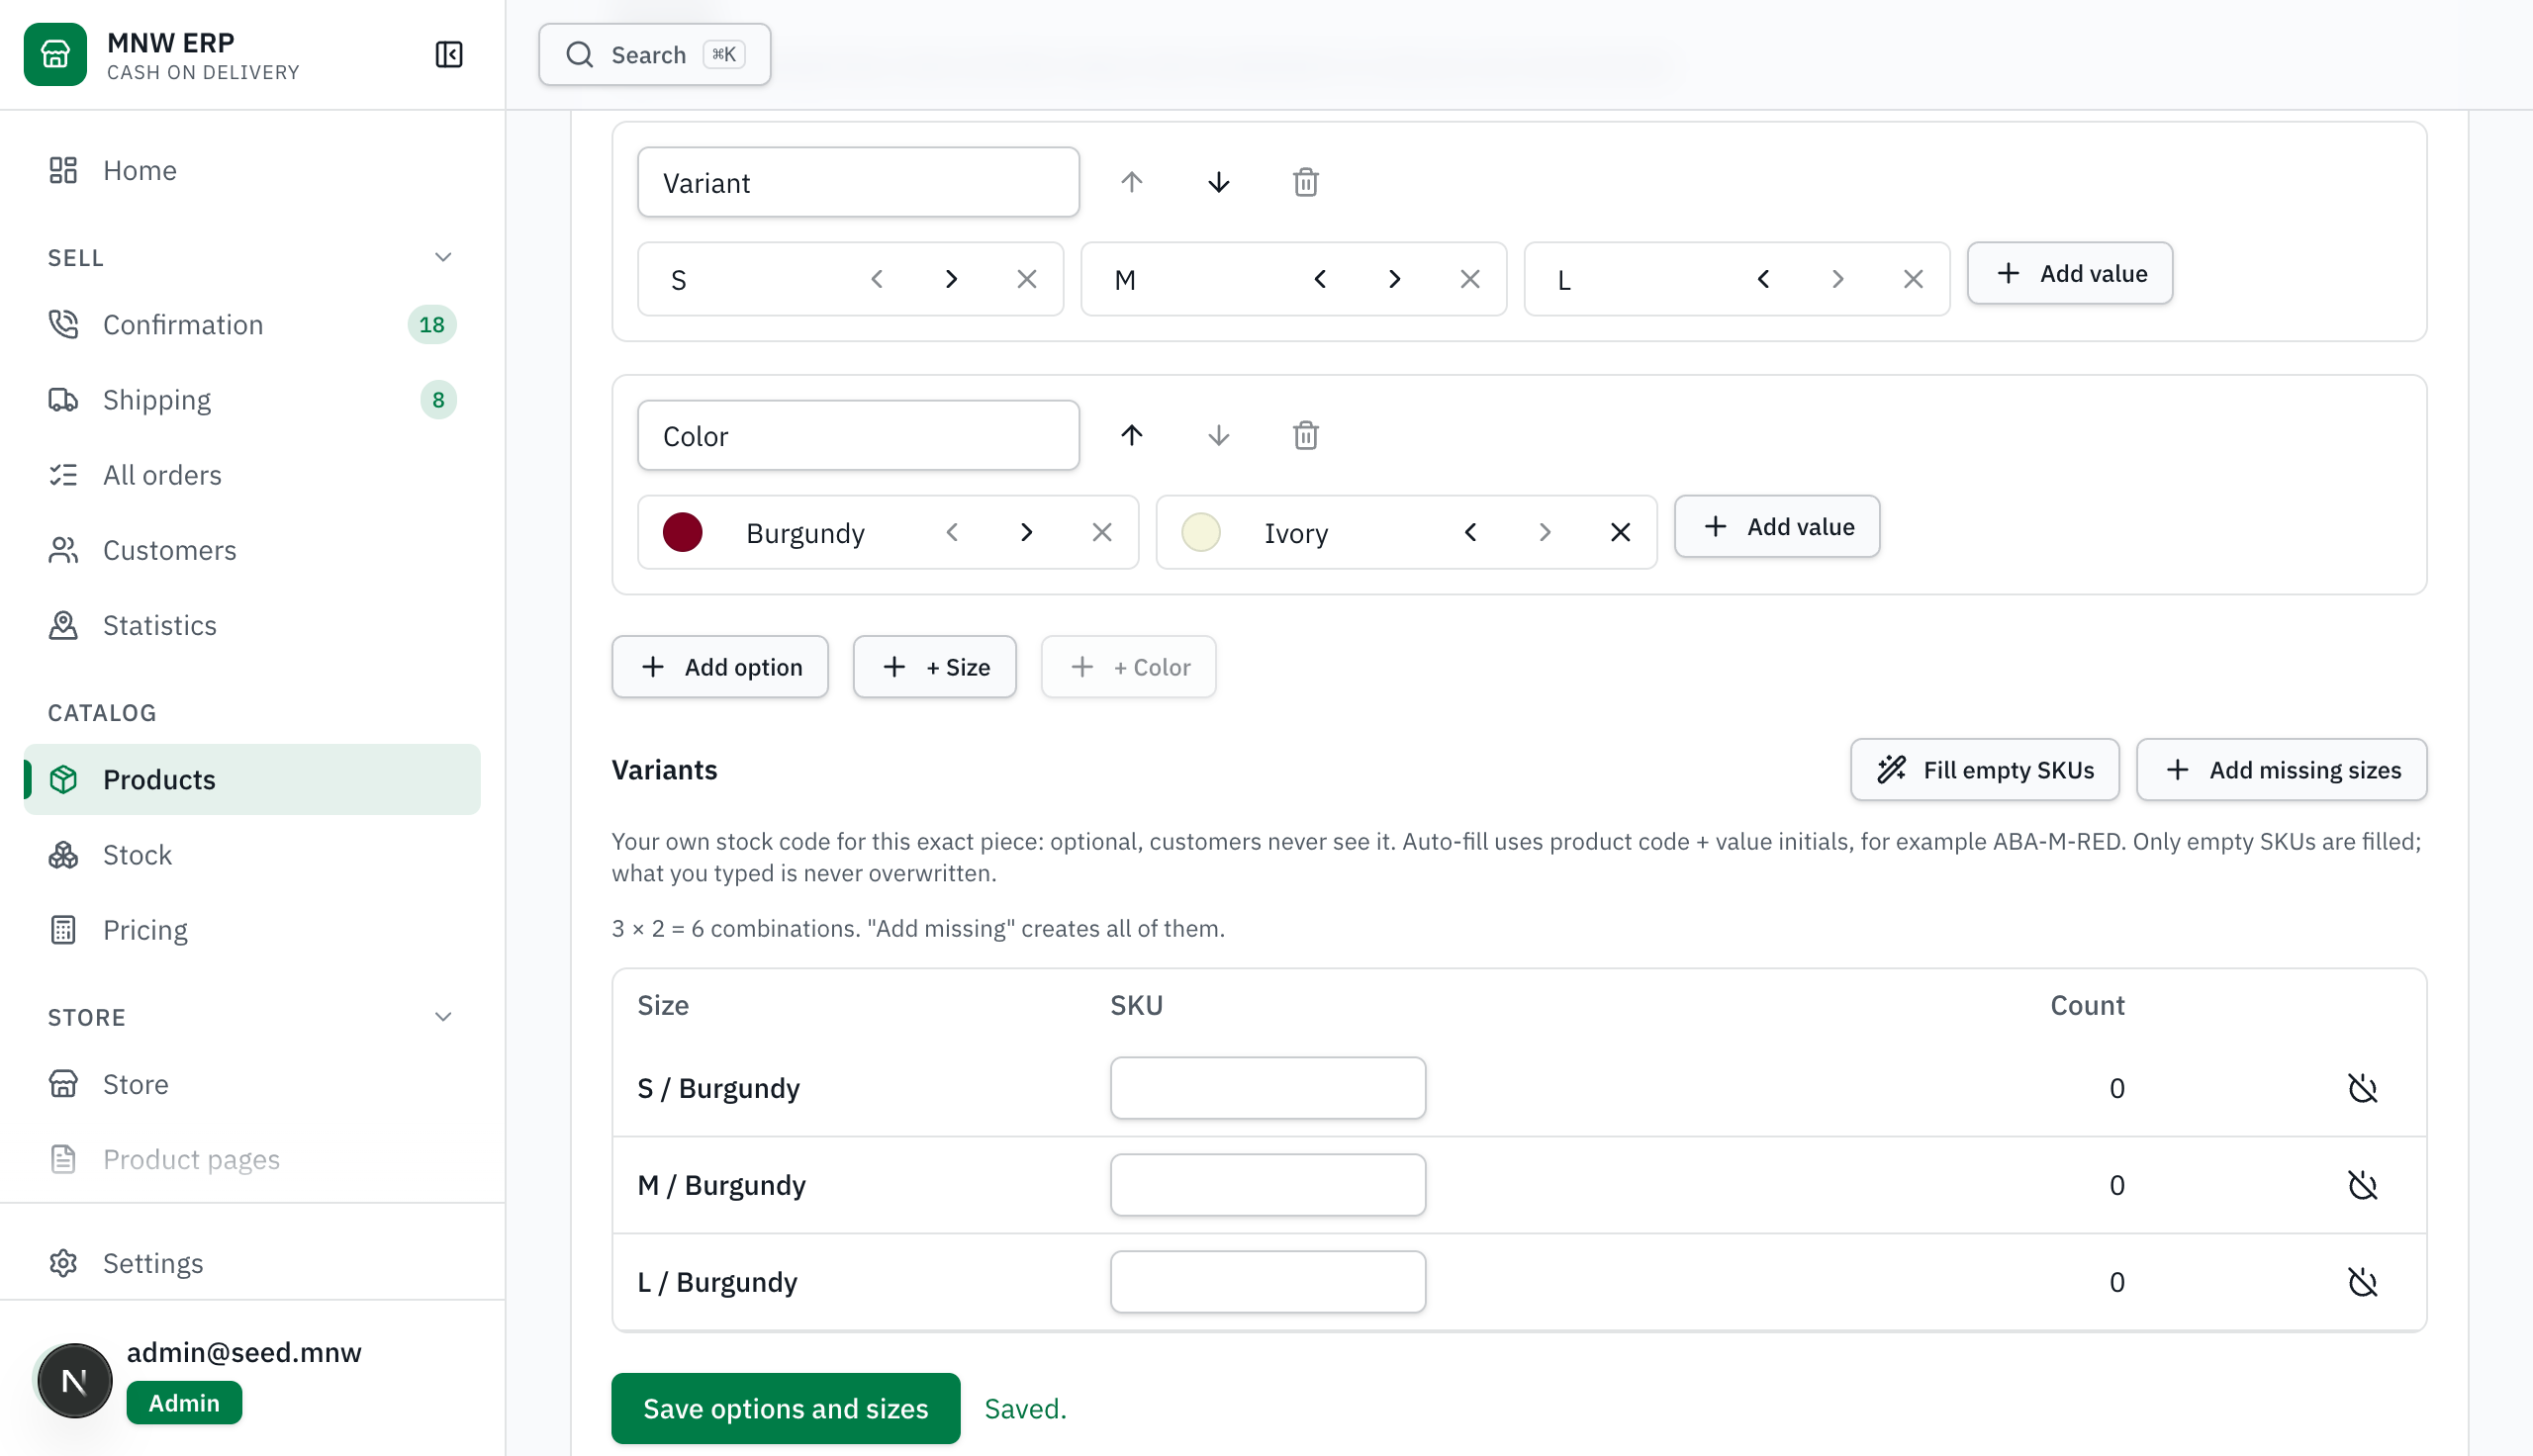 MNW ERP
CASH ON DELIVERY
Search ⌘K
Home
SELL
Confirmation 18
Shipping 8
All orders
Customers
Statistics
CATALOG
Products
Stock
Pricing
STORE
Store
Product pages
Settings
N
admin@seed.mnw
Admin
Variant
S
M
L
Add value
Color
Burgundy
Ivory
Add value
Add option
+ Size
+ Color
Variants
Fill empty SKUs
Add missing sizes
Your own stock code for this exact piece: optional, customers never see it. Auto-fill uses product code + value initials, for example ABA-M-RED. Only empty SKUs are filled;
what you typed is never overwritten.
3 × 2 = 6 combinations. "Add missing" creates all of them.
Size SKU Count
S / Burgundy 0
M / Burgundy 0
L / Burgundy 0
Save options and sizes Saved.